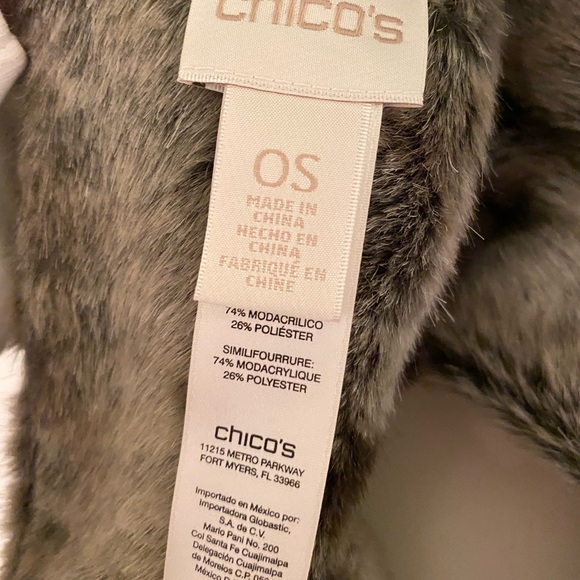 chico's
OS
MADE IN
CHINA
HECHO EN
CHINA
FABRIQUÉ EN
CHINE
74% MODACRILICO
26% POLIÉSTER
SIMILIFOURRURE:
74% MODACRYLIQUE
26% POLYESTER
chico's
11215 METRO PARKWAY
FORT MYERS, FL 33966
Importado en México por:
Importadora Globastic,
S.A. de C.V.
Mario Pani No. 200
Col Santa Fe Cuajimalpa
Delegación Cuajimalpa
de Morelos C.P.
México